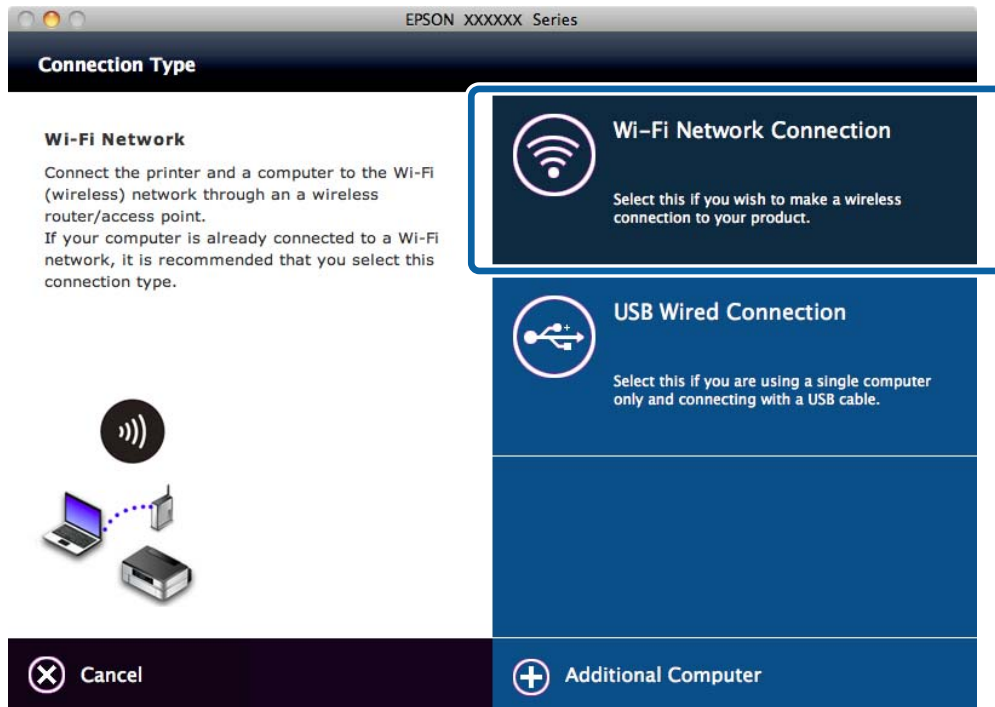 EPSON XXXXXX Series
Connection Type
Wi-Fi Network
Connect the printer and a computer to the Wi-Fi
(wireless) network through an a wireless
router/access point.
If your computer is already connected to a Wi-Fi
network, it is recommended that you select this
connection type.
Wi-Fi Network Connection
Select this if you wish to make a wireless
connection to your product.
USB Wired Connection
Select this if you are using a single computer
only and connecting with a USB cable.
Cancel
Additional Computer